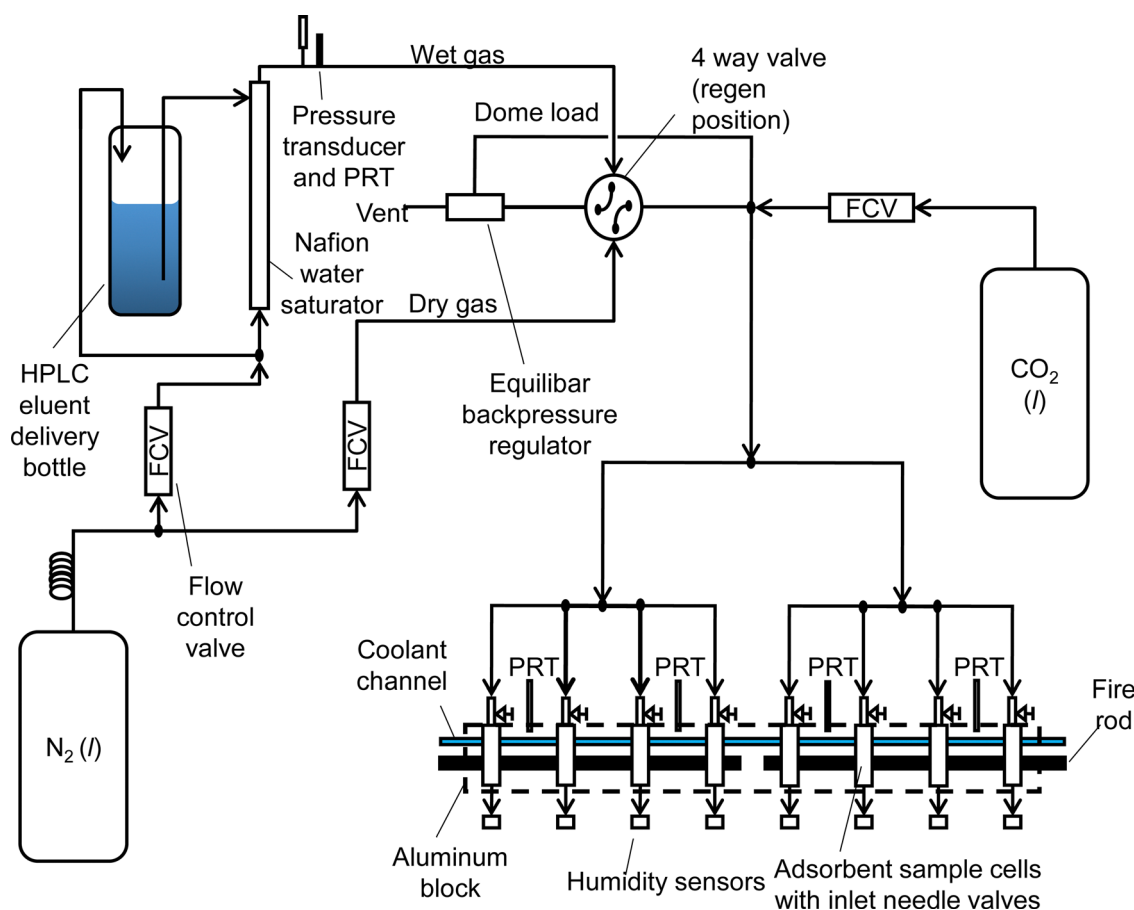 Wet gas
4 way valve
(regen
position)
Pressure
transducer
and PRT
Dome load
Vent
FCV
Nafion
water
saturator
Dry gas
HPLC
eluent
delivery
bottle
FCV
FCV
Equilibar
backpressure
regulator
CO2
(l)
Flow
control
valve
N2 (l)
Coolant
channel
PRT
PRT
PRT
PRT
Fire
rod
Aluminum
block
Humidity sensors
Adsorbent sample cells
with inlet needle valves